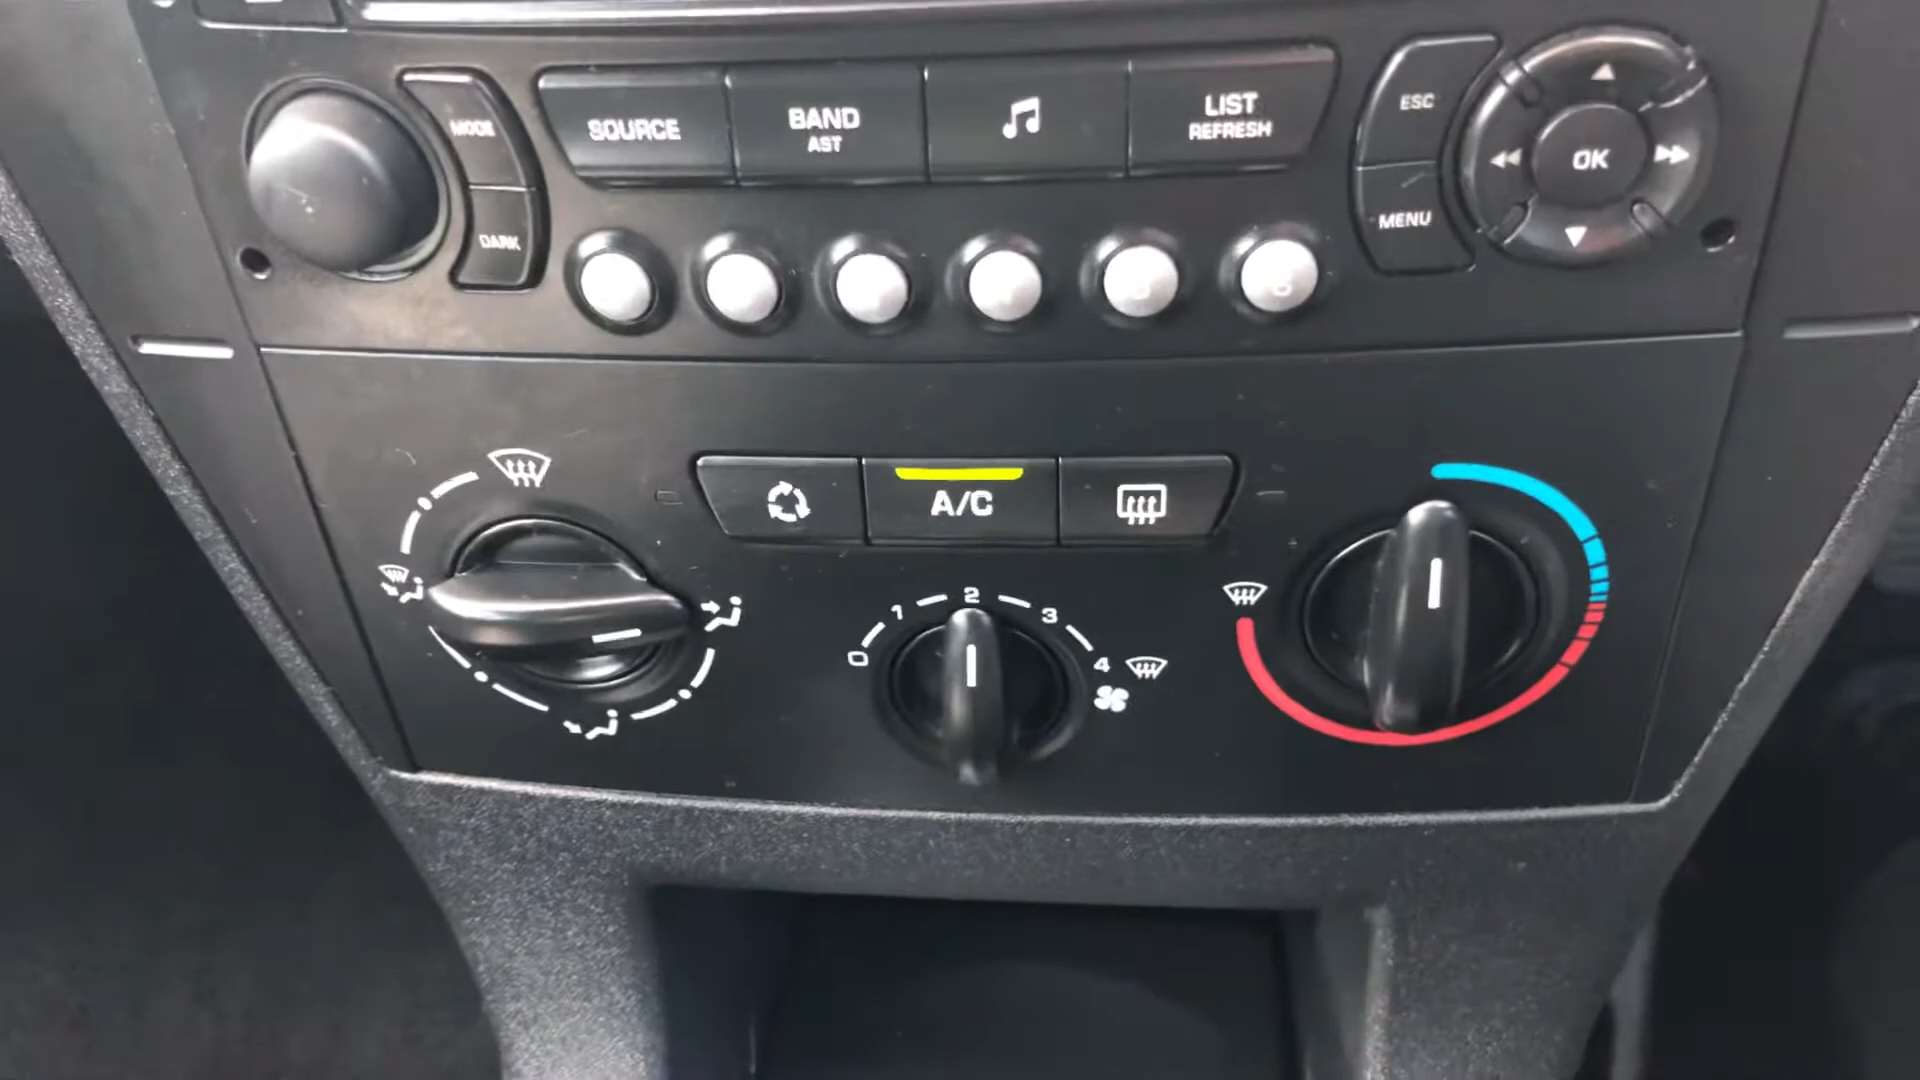 MODE
DARK
SOURCE
BAND
AST
LIST
REFRESH
ESC
MENU
OK
A/C
0
1
2
3
4